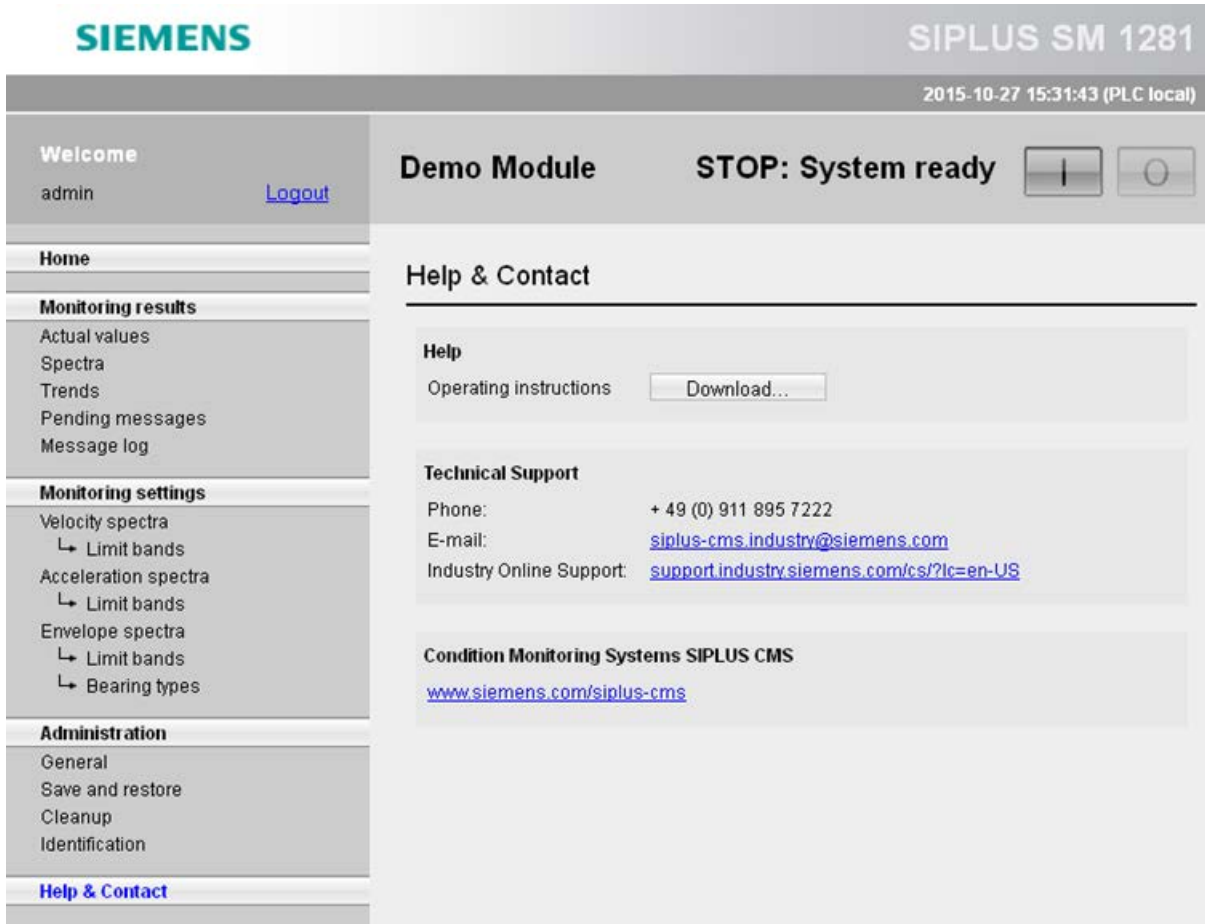 SIEMENS
SIPLUS SM 1281
2015-10-27 15:31:43 (PLC local)
Welcome
admin Logout
Demo Module STOP: System ready I O
Home
Monitoring results
Actual values
Spectra
Trends
Pending messages
Message log
Monitoring settings
Velocity spectra
Limit bands
Acceleration spectra
Limit bands
Envelope spectra
Limit bands
Bearing types
Administration
General
Save and restore
Cleanup
Identification
Help & Contact
Help & Contact
Help
Operating instructions Download...
Technical Support
Phone: + 49 (0) 911 895 7222
E-mail: siplus-cms.industry@siemens.com
Industry Online Support: support.industry.siemens.com/cs/?lc=en-US
Condition Monitoring Systems SIPLUS CMS
www.siemens.com/siplus-cms